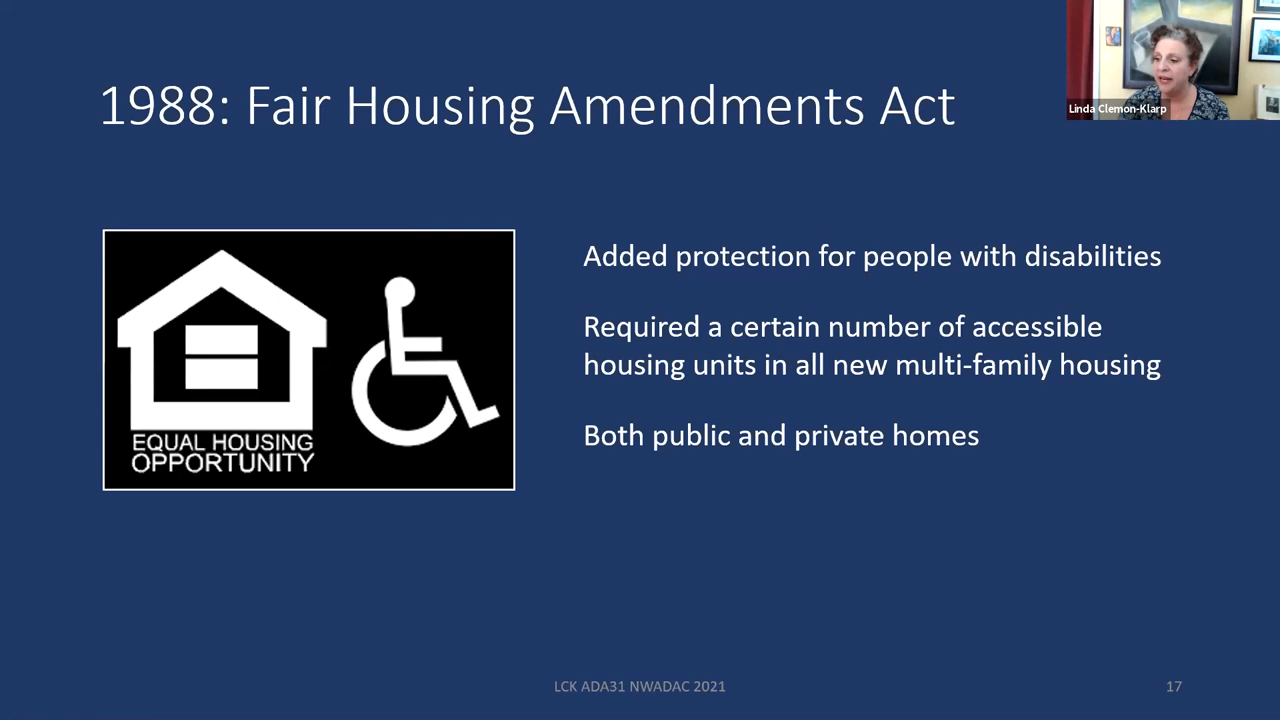 1988: Fair Housing Amendments Act
Linda Clemon-Klarp
EQUAL HOUSING
OPPORTUNITY
Added protection for people with disabilities
Required a certain number of accessible
housing units in all new multi-family housing
Both public and private homes
LCK ADA31 NWADAC 2021
17